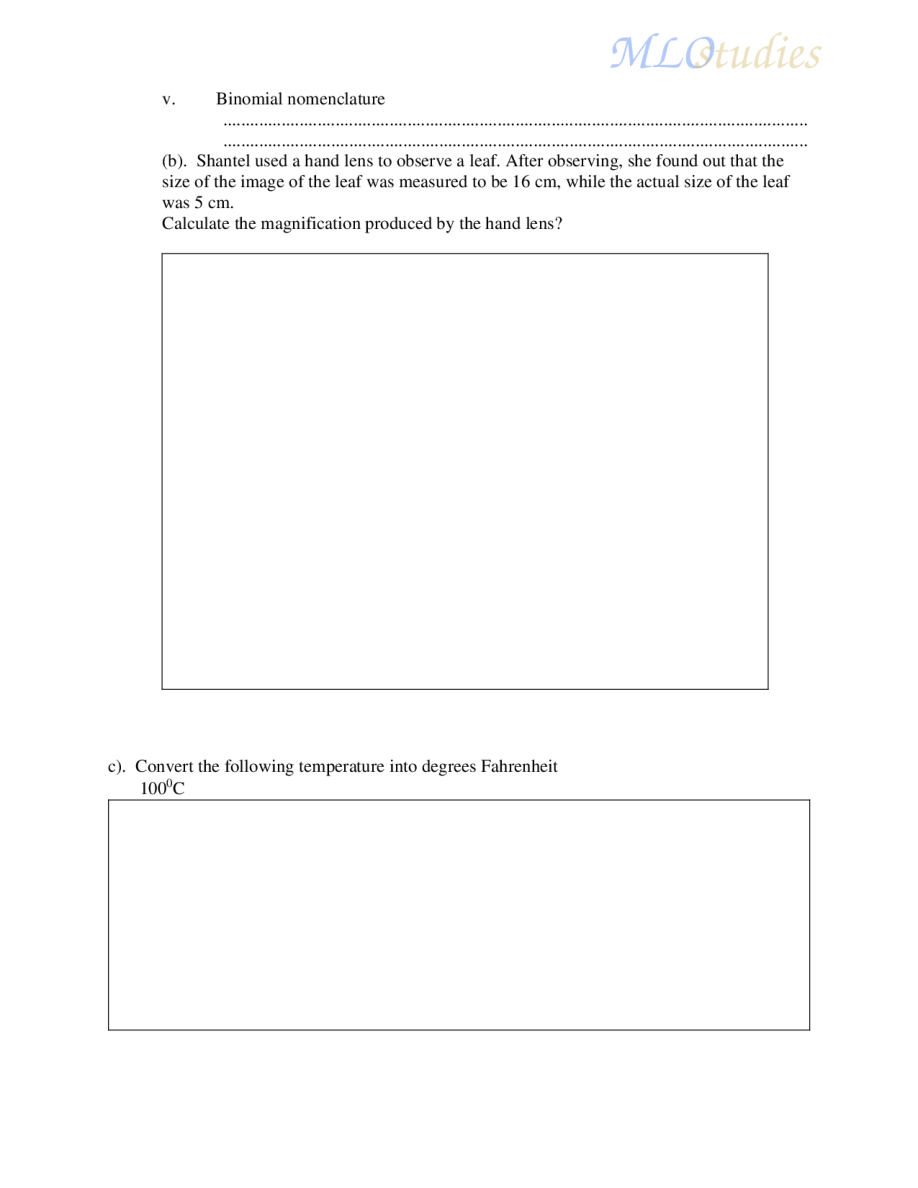 MLOstudies
v. Binomial nomenclature
..................................................................................................................................
..................................................................................................................................
(b). Shantel used a hand lens to observe a leaf. After observing, she found out that the
size of the image of the leaf was measured to be 16 cm, while the actual size of the leaf
was 5 cm.
Calculate the magnification produced by the hand lens?
c). Convert the following temperature into degrees Fahrenheit
100⁰C